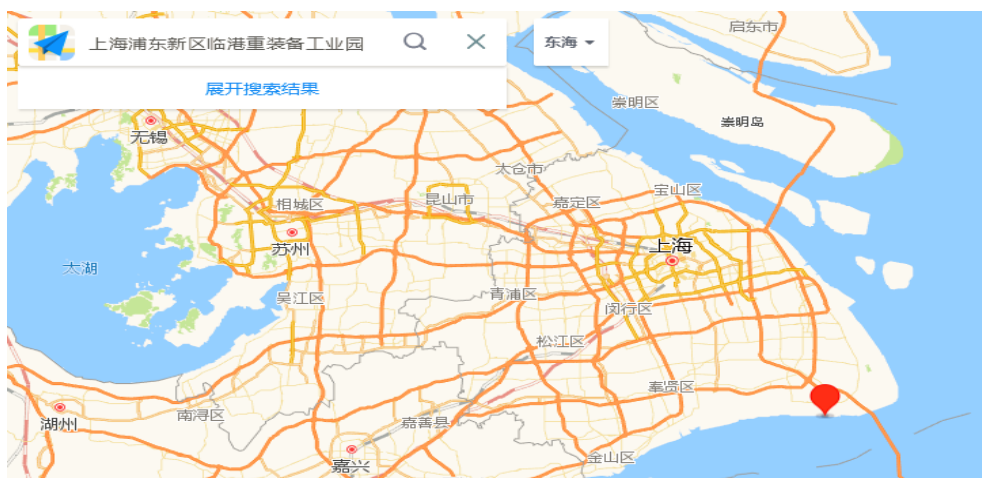 上海浦东新区临港重装备工业园
东海
展开搜索结果
启东市
崇明区
崇明岛
无锡
太仓市
宝山区
相城区
昆山市
嘉定区
苏州
上海
太湖
吴江区
青浦区
闵行区
松江区
奉贤区
湖州
南浔区
嘉善县
嘉兴
金山区